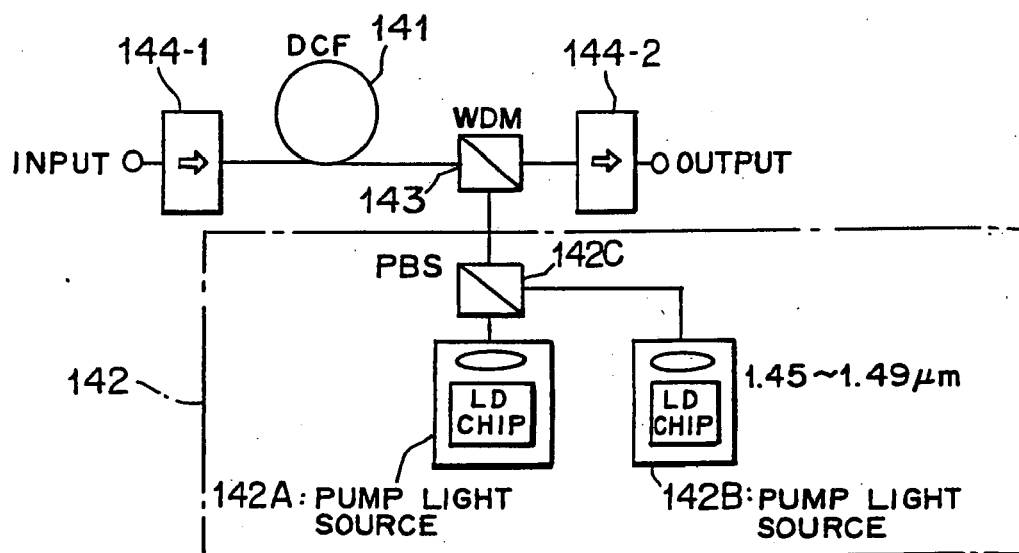 144-1
DCF
141
144-2
WDM
INPUT
OUTPUT
143
PBS
142C
142
LD
CHIP
LD
CHIP
1.45~1.49μm
142A: PUMP LIGHT
SOURCE
142B: PUMP LIGHT
SOURCE